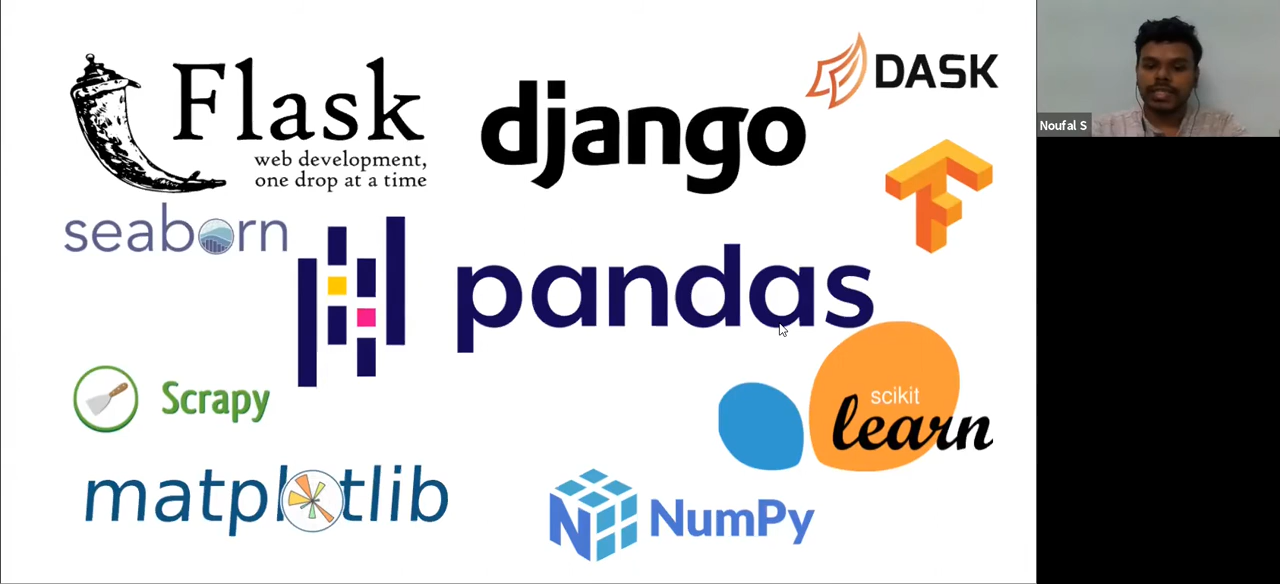 Flask
web development,
one drop at a time
django
DASK
Noufal S
seaborn
pandas
Scrapy
scikit
learn
matplotlib
NumPy